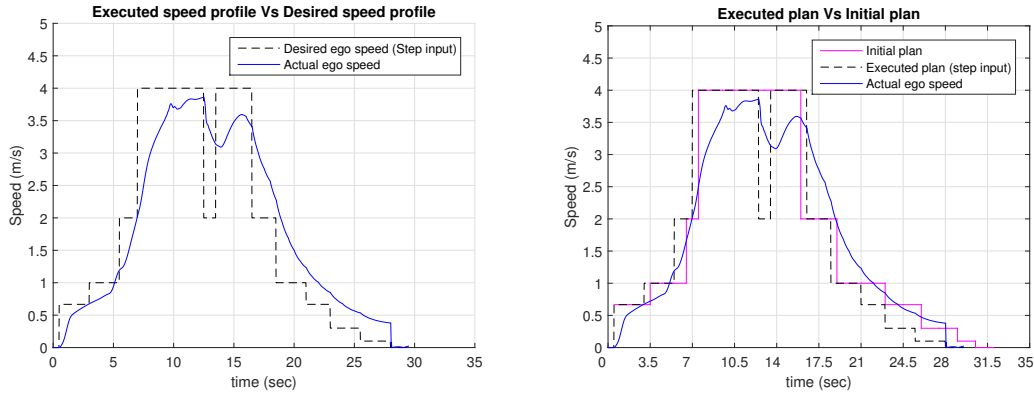 Executed speed profile Vs Desired speed profile
5
4.5
4
3.5
3
2.5
2
1.5
1
0.5
0
Speed (m/s)
Desired ego speed (Step input)
Actual ego speed
0 5 10 15 20 25 30 35
time (sec)
Executed plan Vs Initial plan
5
4.5
4
3.5
3
2.5
2
1.5
1
0.5
0
Speed (m/s)
Initial plan
Executed plan (step input)
Actual ego speed
3.5 7 10.5 14 17.5 21 24.5 28 31.5 35
time (sec)